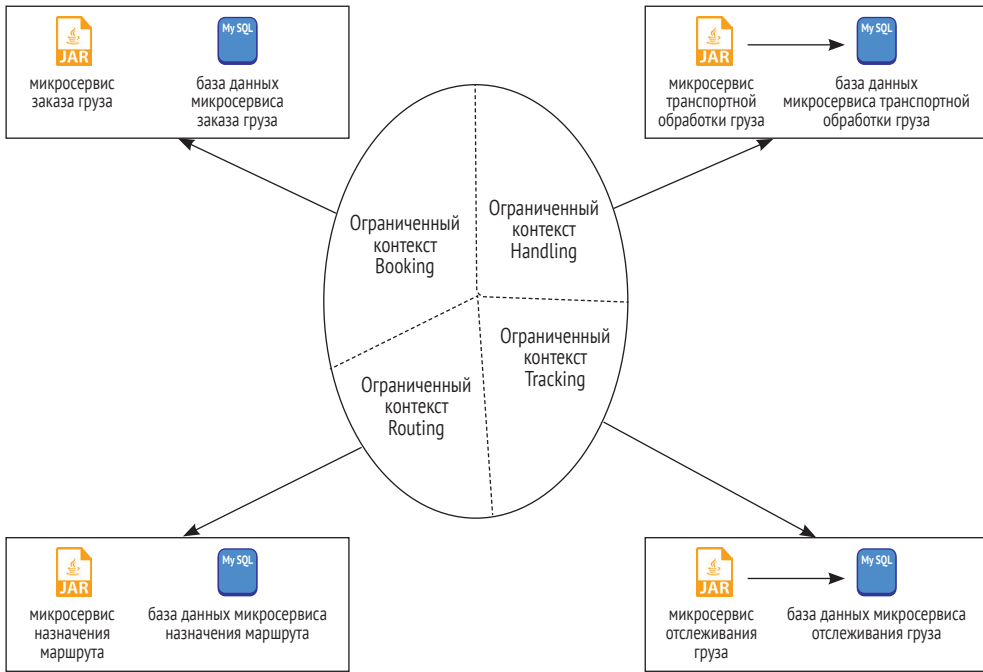 JAR
My SQL
микросервис
заказа груза
база данных
микросервиса
заказа груза
JAR
My SQL
микросервис
транспортной
обработки груза
база данных
микросервиса транспортной
обработки груза
Ограниченный
контекст
Booking
Ограниченный
контекст
Handling
Ограниченный
контекст
Routing
Ограниченный
контекст
Tracking
JAR
My SQL
микросервис
назначения
маршрута
база данных микросервиса
назначения маршрута
JAR
My SQL
микросервис
отслеживания
груза
база данных микросервиса
отслеживания груза